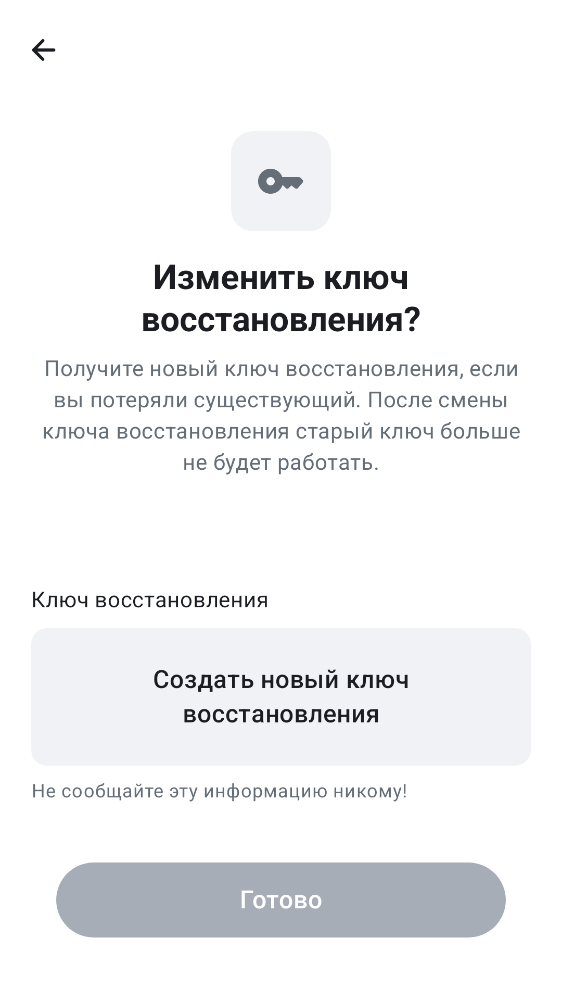 Изменить ключ
восстановления?
Получите новый ключ восстановления, если
вы потеряли существующий. После смены
ключа восстановления старый ключ больше
не будет работать.
Ключ восстановления
Создать новый ключ
восстановления
Не сообщайте эту информацию никому!
Готово